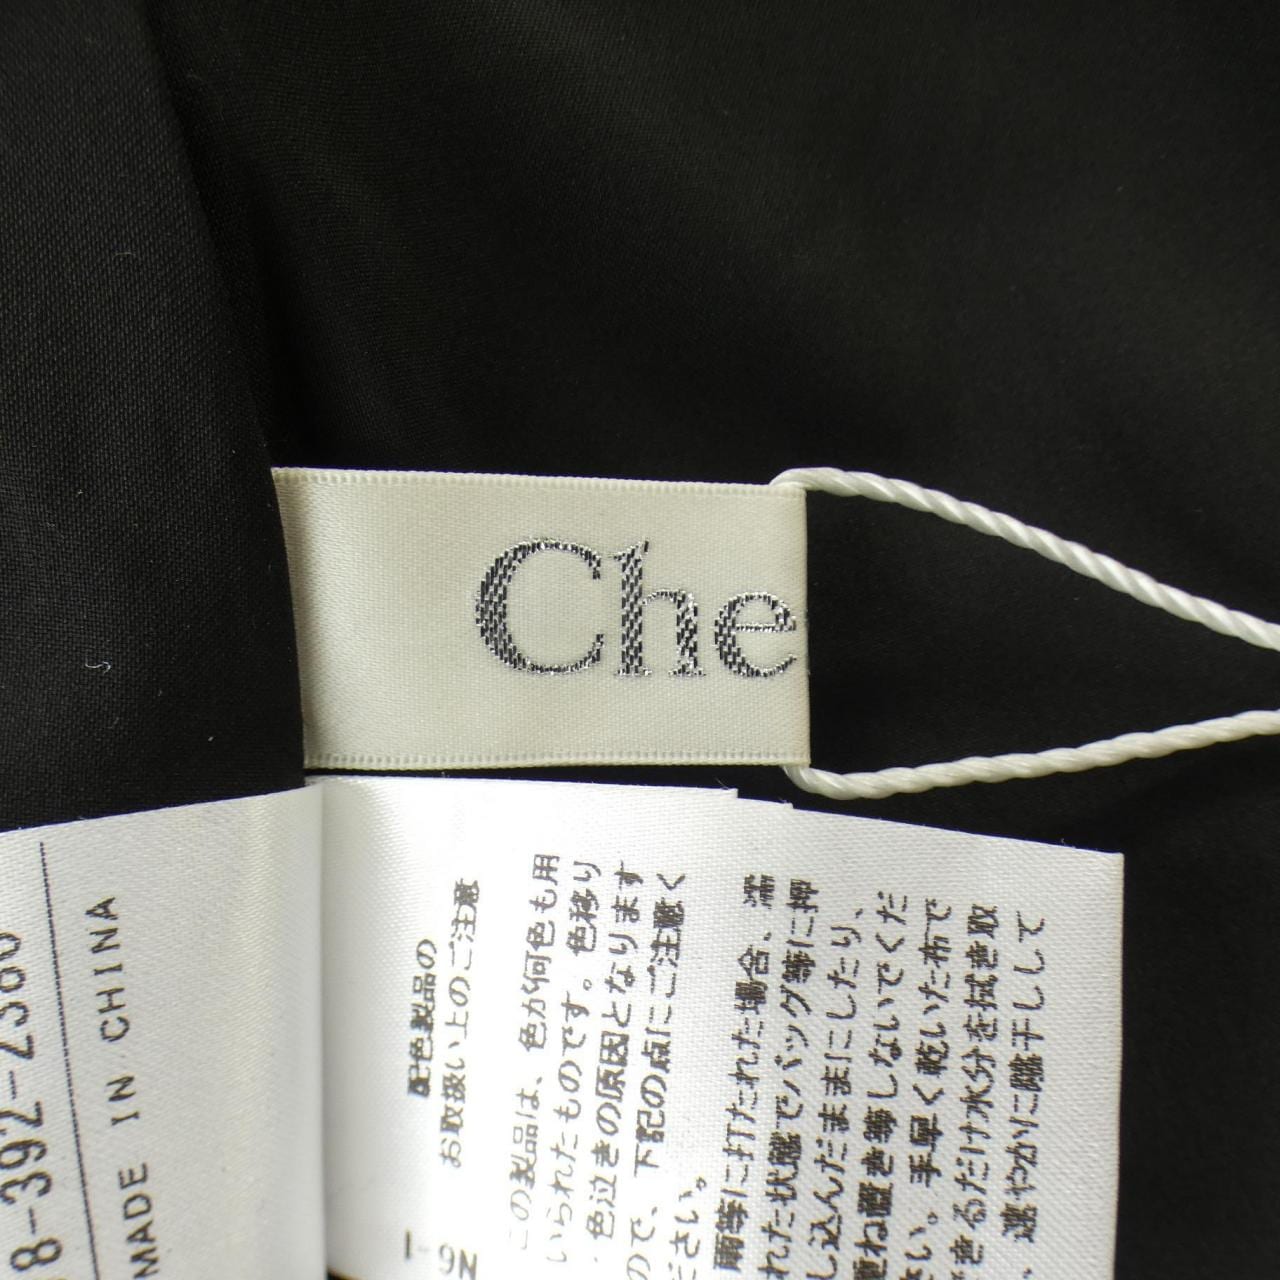 Che
8-392-2380
MADE IN CHINA
配色製品の
お取扱い上のご注意
この製品は、色が何色も用
いられたものです。色移り
・色泣きの原因となります
ので、下記の点にご注意く
ださい。
雨等に打たれた場合、濡
れた状態でバッグ等に押
し込んだままにしたり、
重ね置き等しないでくだ
さい。手早く乾いた布で
できるだけ水分を拭き取
、速やかに陰干しして